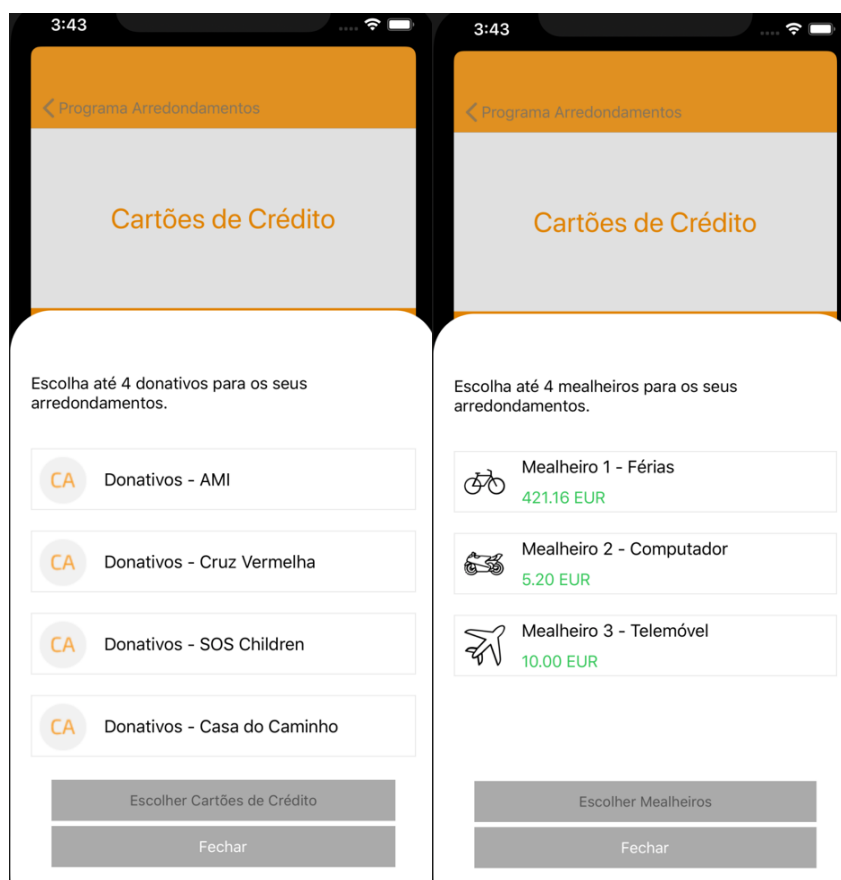 3:43
Programa Arredondamentos
Cartões de Crédito
Escolha até 4 donativos para os seus
arredondamentos.
CA Donativos - AMI
CA Donativos - Cruz Vermelha
CA Donativos - SOS Children
CA Donativos - Casa do Caminho
Escolher Cartões de Crédito
Fechar
3:43
Programa Arredondamentos
Cartões de Crédito
Escolha até 4 mealheiros para os seus
arredondamentos.
Mealheiro 1 - Férias
421.16 EUR
Mealheiro 2 - Computador
5.20 EUR
Mealheiro 3 - Telemóvel
10.00 EUR
Escolher Mealheiros
Fechar